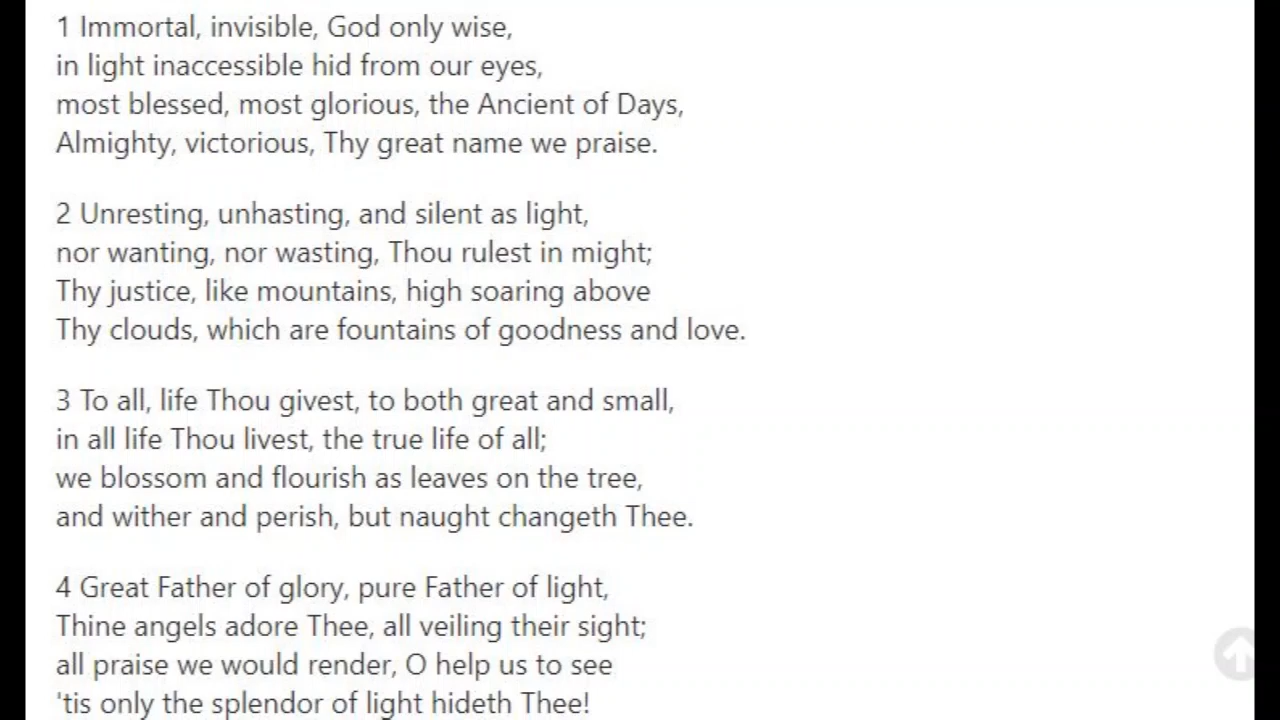 1 Immortal, invisible, God only wise,
in light inaccessible hid from our eyes,
most blessed, most glorious, the Ancient of Days,
Almighty, victorious, Thy great name we praise.
2 Unresting, unhasting, and silent as light,
nor wanting, nor wasting, Thou rulest in might;
Thy justice, like mountains, high soaring above
Thy clouds, which are fountains of goodness and love.
3 To all, life Thou givest, to both great and small,
in all life Thou livest, the true life of all;
we blossom and flourish as leaves on the tree,
and wither and perish, but naught changeth Thee.
4 Great Father of glory, pure Father of light,
Thine angels adore Thee, all veiling their sight;
all praise we would render, O help us to see
'tis only the splendor of light hideth Thee!